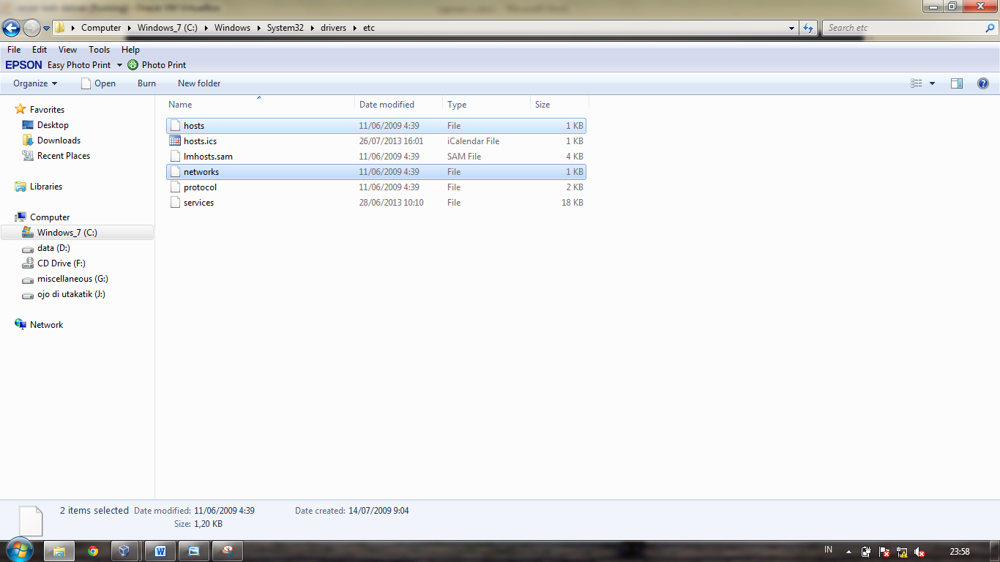 Computer Windows_7 (C:) Windows System32 drivers etc
Search etc
File Edit View Tools Help
EPSON Easy Photo Print Photo Print
Organize Open Burn New folder
Name Date modified Type Size
Favorites
Desktop
Downloads
Recent Places
Libraries
Computer
Windows_7 (C:)
data (D:)
CD Drive (F:)
miscellaneous (G:)
ojo di utakatik (J:)
Network
hosts 11/06/2009 4:39 File 1 KB
hosts.ics 26/07/2013 16:01 iCalendar File 1 KB
lmhosts.sam 11/06/2009 4:39 SAM File 4 KB
networks 11/06/2009 4:39 File 1 KB
protocol 11/06/2009 4:39 File 2 KB
services 28/06/2013 10:10 File 18 KB
2 items selected Date modified: 11/06/2009 4:39 Date created: 14/07/2009 9:04
Size: 1,20 KB
IN 23:58